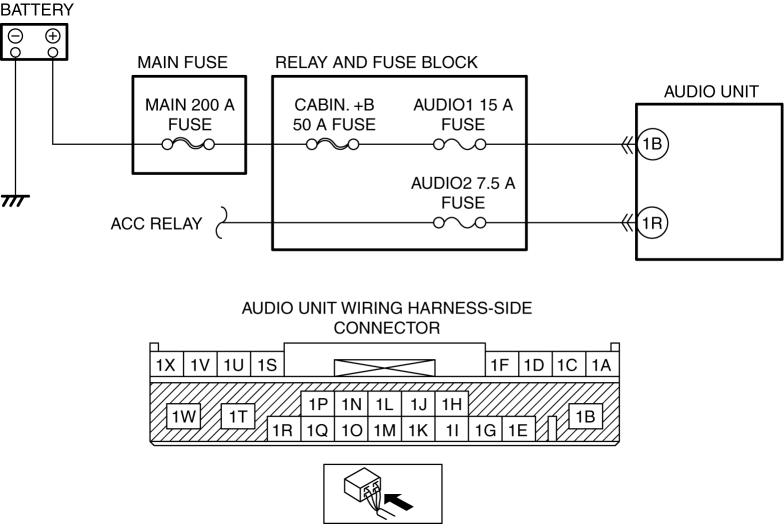 BATTERY
− +
MAIN FUSE
RELAY AND FUSE BLOCK
AUDIO UNIT
MAIN 200 A
FUSE
CABIN. +B
50 A FUSE
AUDIO1 15 A
FUSE
1B
AUDIO2 7.5 A
FUSE
ACC RELAY
1R
AUDIO UNIT WIRING HARNESS-SIDE
CONNECTOR
1X 1V 1U 1S 1F 1D 1C 1A
1P 1N 1L 1J 1H
1W 1T 1B
1R 1Q 1O 1M 1K 1I 1G 1E